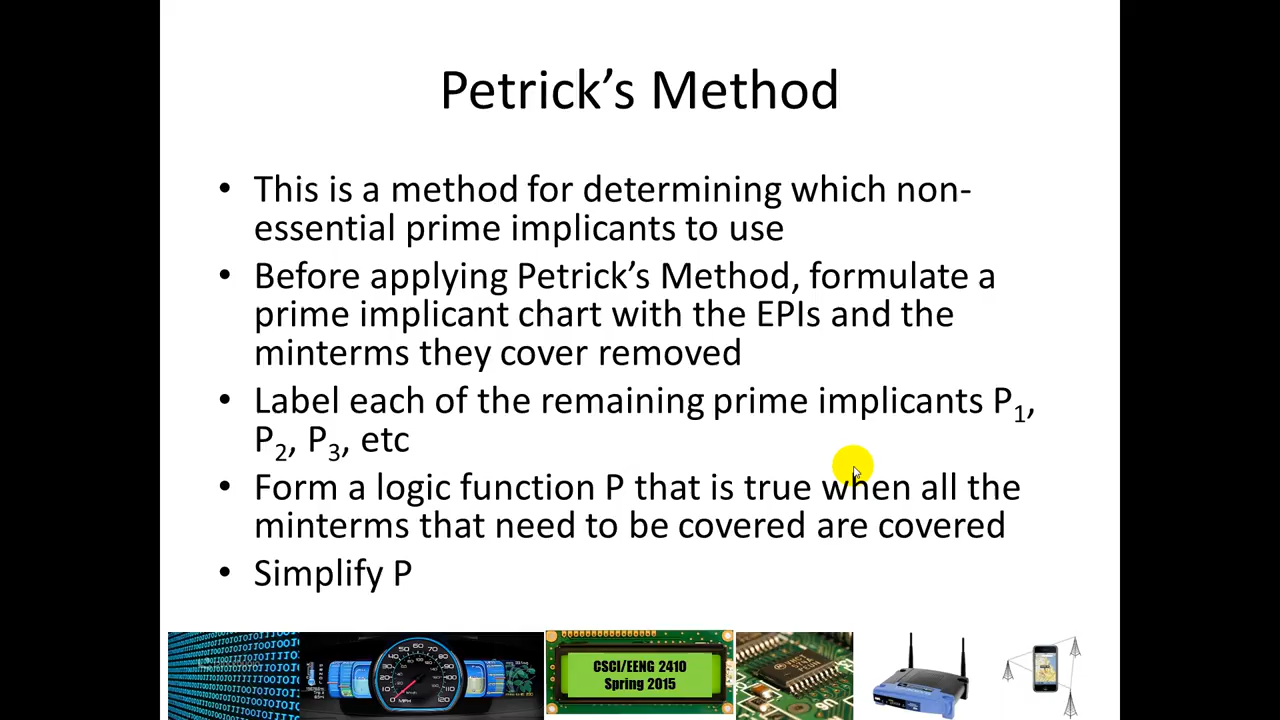 Petrick's Method
• This is a method for determining which non-
essential prime implicants to use
• Before applying Petrick's Method, formulate a
prime implicant chart with the EPIs and the
minterms they cover removed
• Label each of the remaining prime implicants P₁,
P₂, P₃, etc
• Form a logic function P that is true when all the
minterms that need to be covered are covered
• Simplify P
CSCI/EENG 2410
Spring 2015